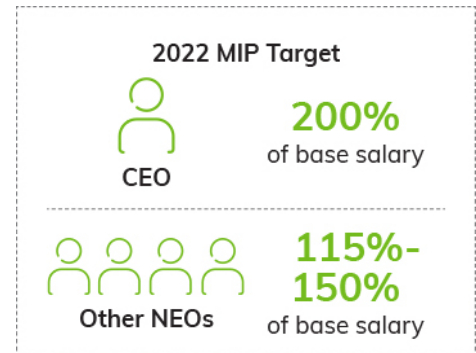 2022 MIP Target
200%
of base salary
CEO
115%-
150%
Other NEOs
of base salary